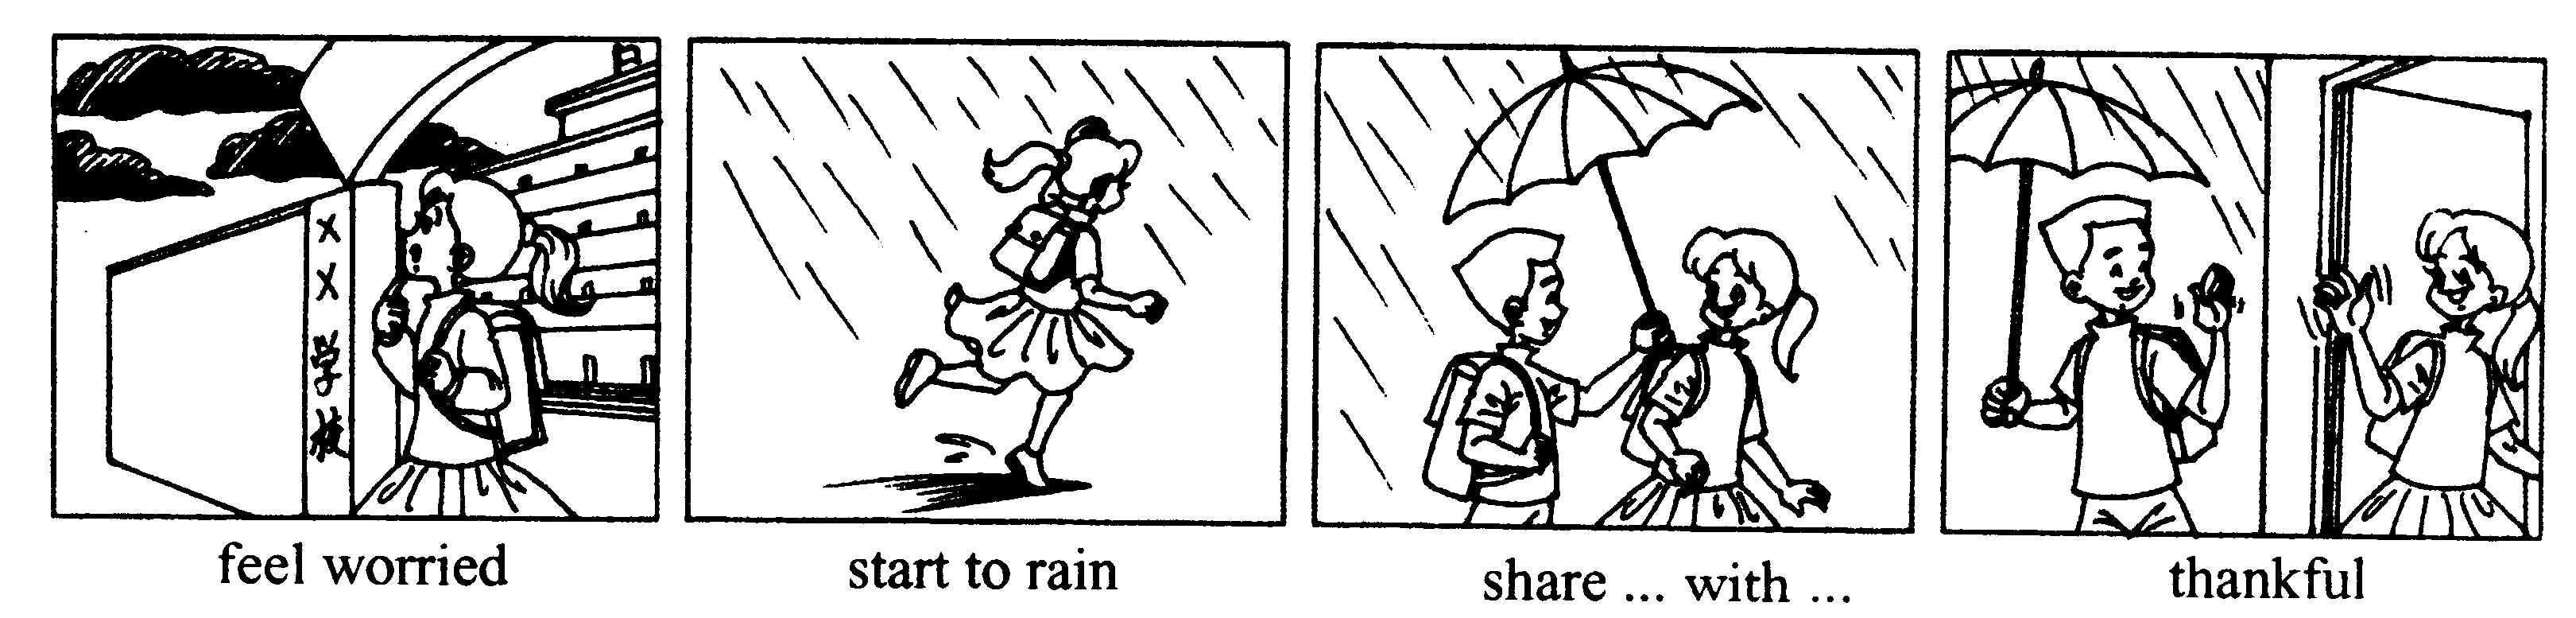 ××学校
feel worried
start to rain
share ... with ...
thankful